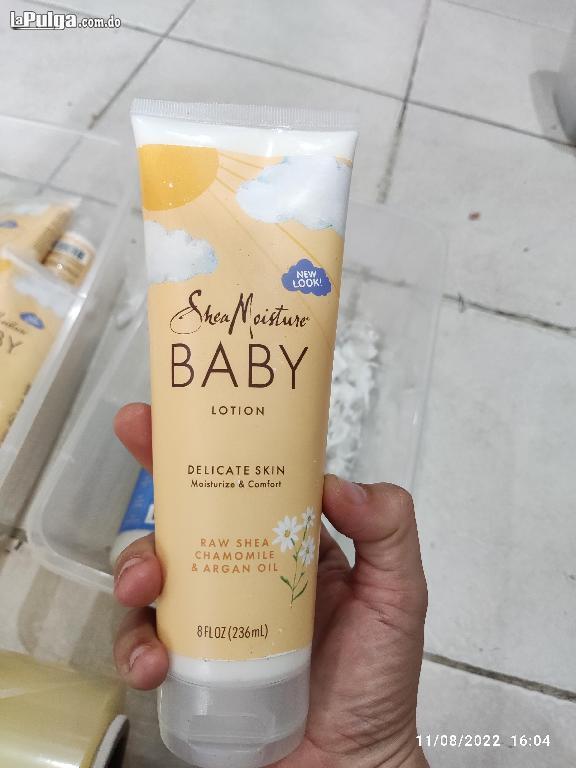 laPulga.com.do
NEW
LOOK!
SheaMoisture
BABY
LOTION
DELICATE SKIN
Moisturize & Comfort
RAW SHEA
CHAMOMILE
& ARGAN OIL
8 FL OZ (236mL)
BY
11/08/2022 16:04